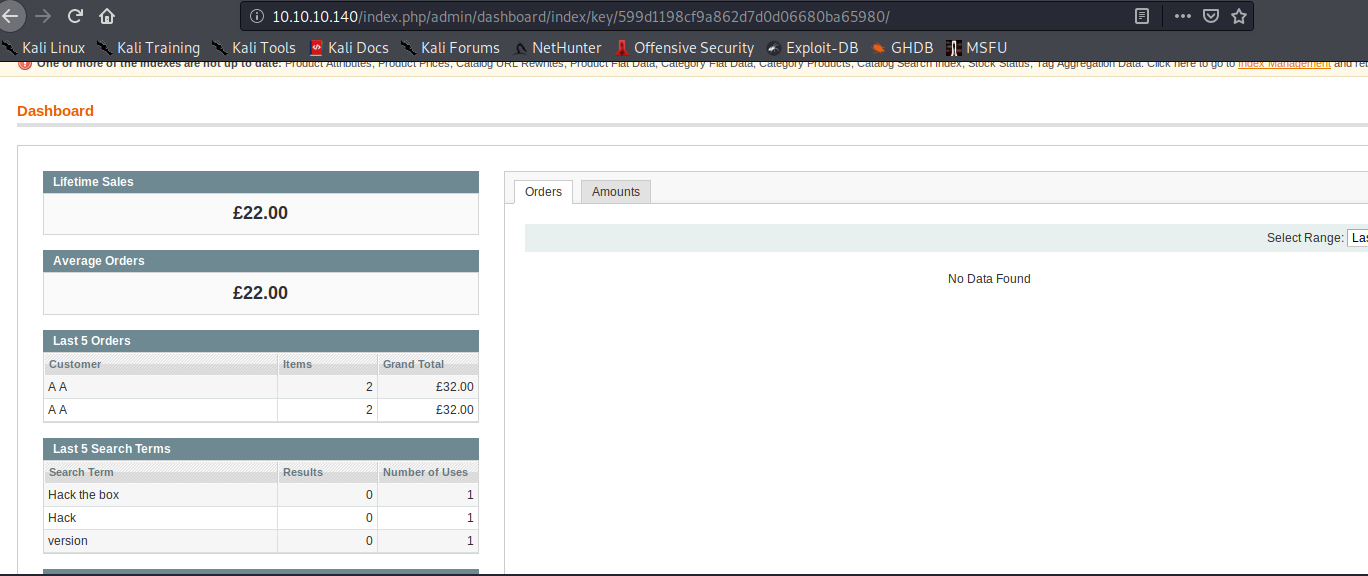 10.10.10.140/index.php/admin/dashboard/index/key/599d1198cf9a862d7d0d06680ba65980/
Kali Linux Kali Training Kali Tools Kali Docs Kali Forums NetHunter Offensive Security Exploit-DB GHDB MSFU
One or more of the indexes are not up to date: Product Attributes, Product Prices, Catalog URL Rewrites, Product Flat Data, Category Flat Data, Category Products, Catalog Search Index, Stock Status, Tag Aggregation Data. Click here to go to Index Management and
Dashboard
Lifetime Sales
£22.00
Average Orders
£22.00
Last 5 Orders
Customer Items Grand Total
A A 2 £32.00
A A 2 £32.00
Last 5 Search Terms
Search Term Results Number of Uses
Hack the box 0 1
Hack 0 1
version 0 1
Orders Amounts
Select Range:
No Data Found